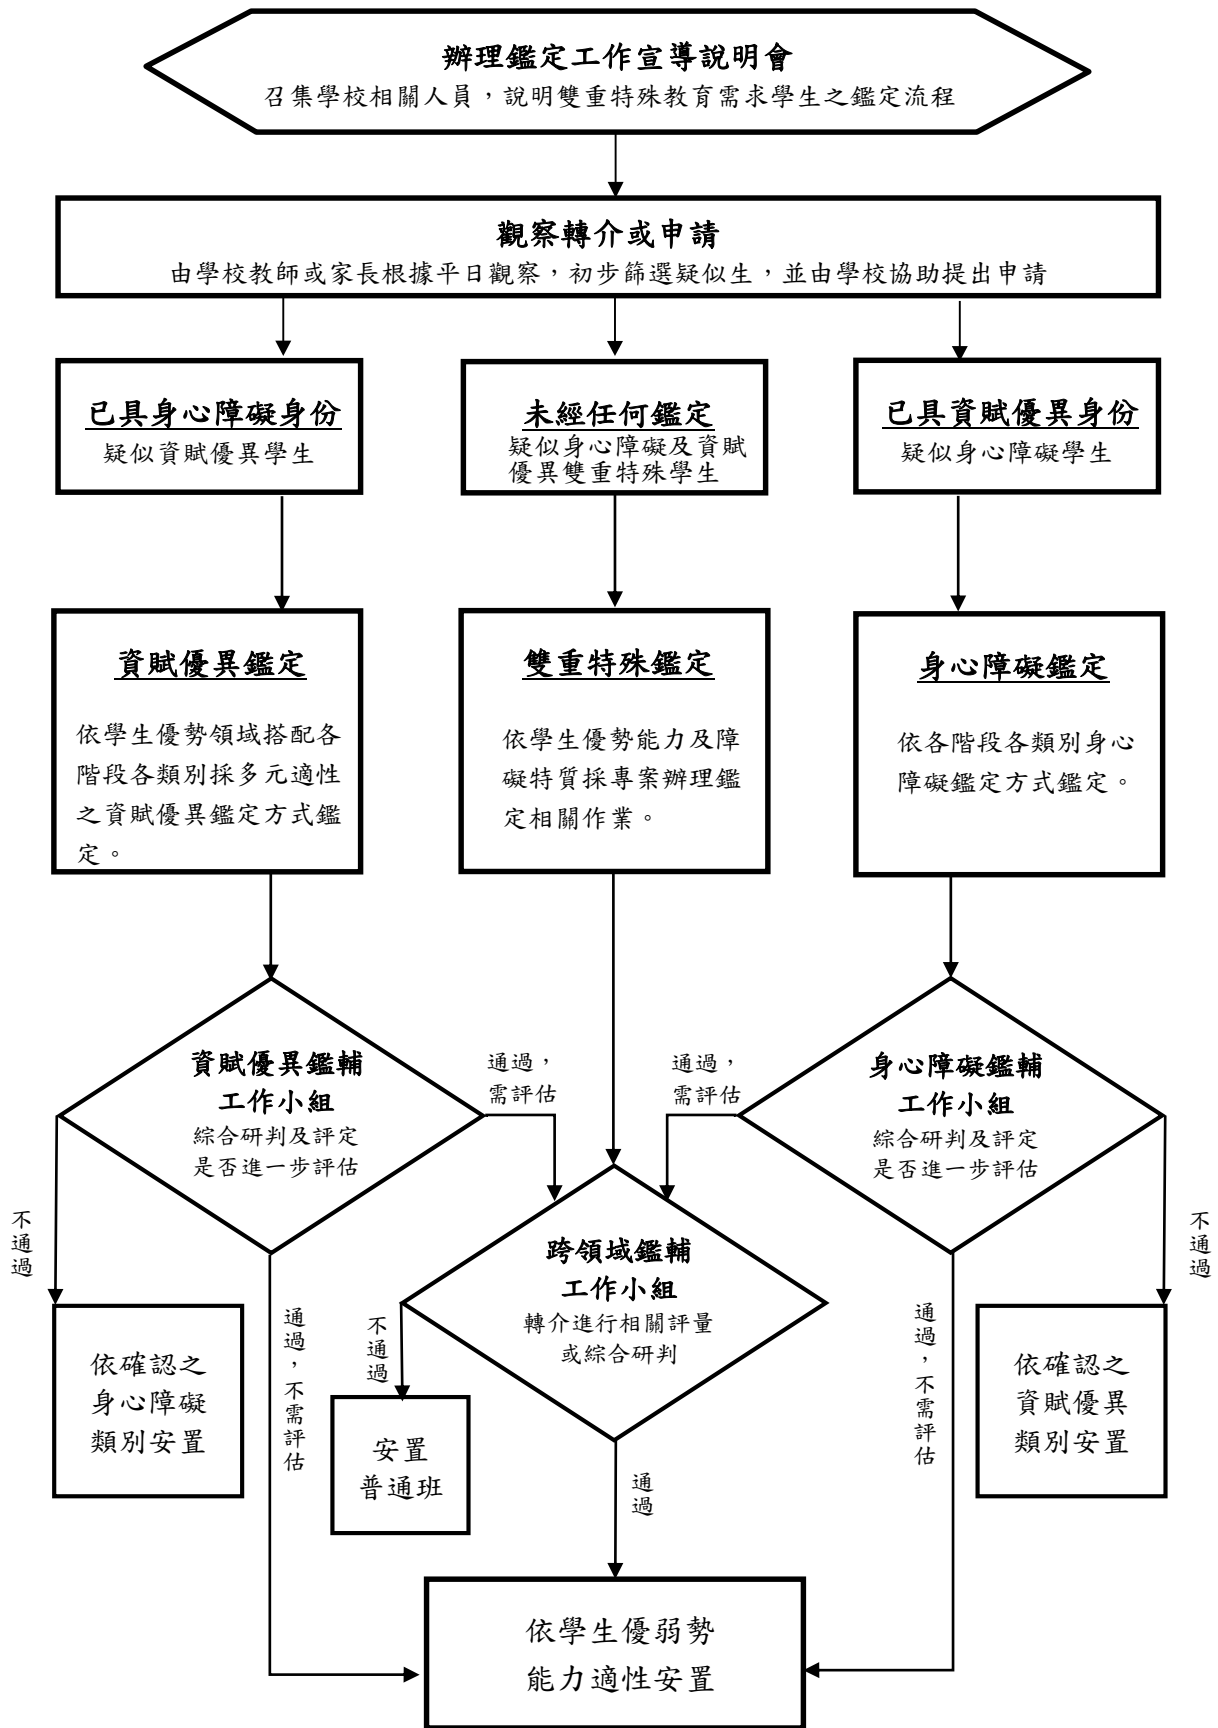 辦理鑑定工作宣導說明會
召集學校相關人員，說明雙重特殊教育需求學生之鑑定流程
觀察轉介或申請
由學校教師或家長根據平日觀察，初步篩選疑似生，並由學校協助提出申請
已具身心障礙身份
疑似資賦優異學生
未經任何鑑定
疑似身心障礙及資賦
優異雙重特殊學生
已具資賦優異身份
疑似身心障礙學生
資賦優異鑑定
依學生優勢領域搭配各
階段各類別採多元適性
之資賦優異鑑定方式鑑
定。
雙重特殊鑑定
依學生優勢能力及障
礙特質採專案辦理鑑
定相關作業。
身心障礙鑑定
依各階段各類別身心
障礙鑑定方式鑑定。
資賦優異鑑輔
工作小組
綜合研判及評定
是否進一步評估
通過，
需評估
通過，
需評估
身心障礙鑑輔
工作小組
綜合研判及評定
是否進一步評估
不通過
跨領域鑑輔
工作小組
轉介進行相關評量
或綜合研判
不通過
依確認之
身心障礙
類別安置
通過，不需評估
不通過
安置
普通班
通過
通過，不需評估
依確認之
資賦優異
類別安置
依學生優弱勢
能力適性安置